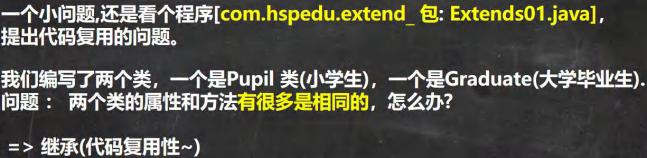 一个小问题,还是看个程序[com.hspedu.extend_ 包: Extends01.java],
提出代码复用的问题。
我们编写了两个类，一个是Pupil 类(小学生)，一个是Graduate(大学毕业生).
问题： 两个类的属性和方法有很多是相同的，怎么办?
=> 继承(代码复用性~)